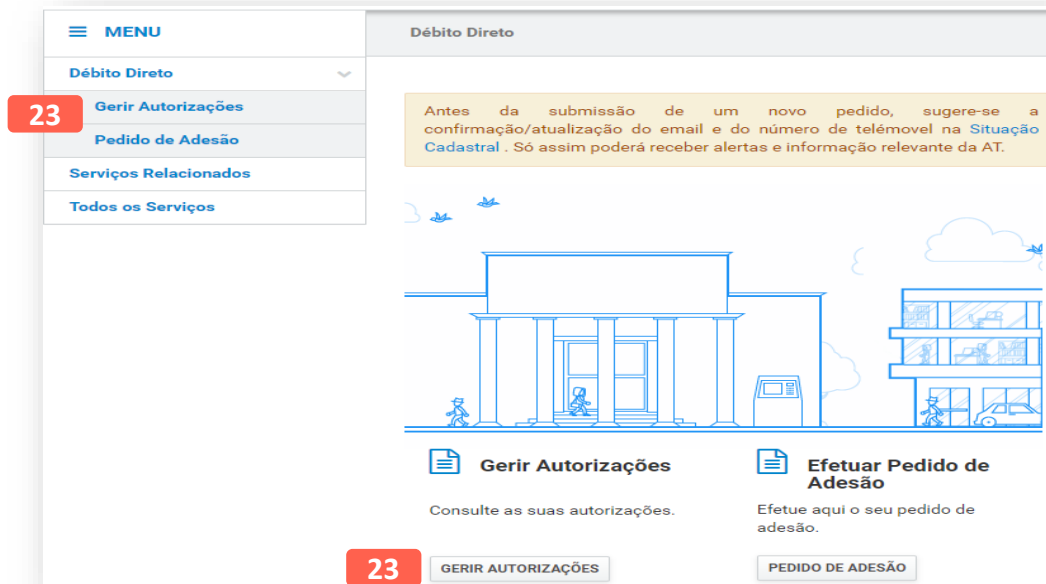 MENU
Débito Direto
Gerir Autorizações
23
Pedido de Adesão
Serviços Relacionados
Todos os Serviços
Débito Direto
Antes da submissão de um novo pedido, sugere-se a
confirmação/atualização do email e do número de telémovel na Situação
Cadastral . Só assim poderá receber alertas e informação relevante da AT.
Gerir Autorizações
Consulte as suas autorizações.
23
GERIR AUTORIZAÇÕES
Efetuar Pedido de
Adesão
Efetue aqui o seu pedido de
adesão.
PEDIDO DE ADESÃO